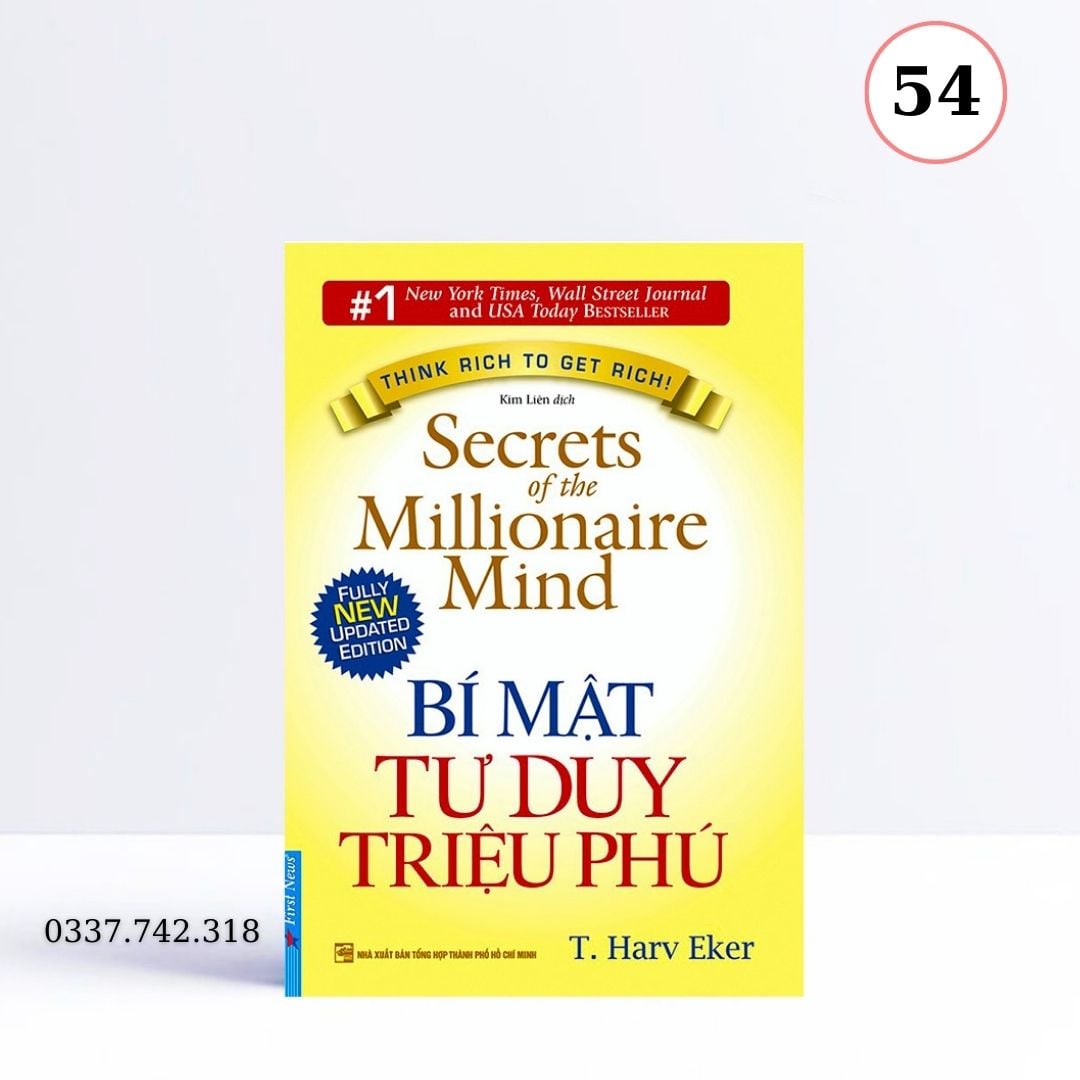 54
#1 New York Times, Wall Street Journal
and USA Today BESTSELLER
THINK RICH TO GET RICH!
Kim Liên dịch
Secrets
of the
Millionaire
Mind
FULLY
NEW
UPDATED
EDITION
BÍ MẬT
TƯ DUY
TRIỆU PHÚ
First News
0337.742.318
NHÀ XUẤT BẢN TỔNG HỢP THÀNH PHỐ HỒ CHÍ MINH
T. Harv Eker